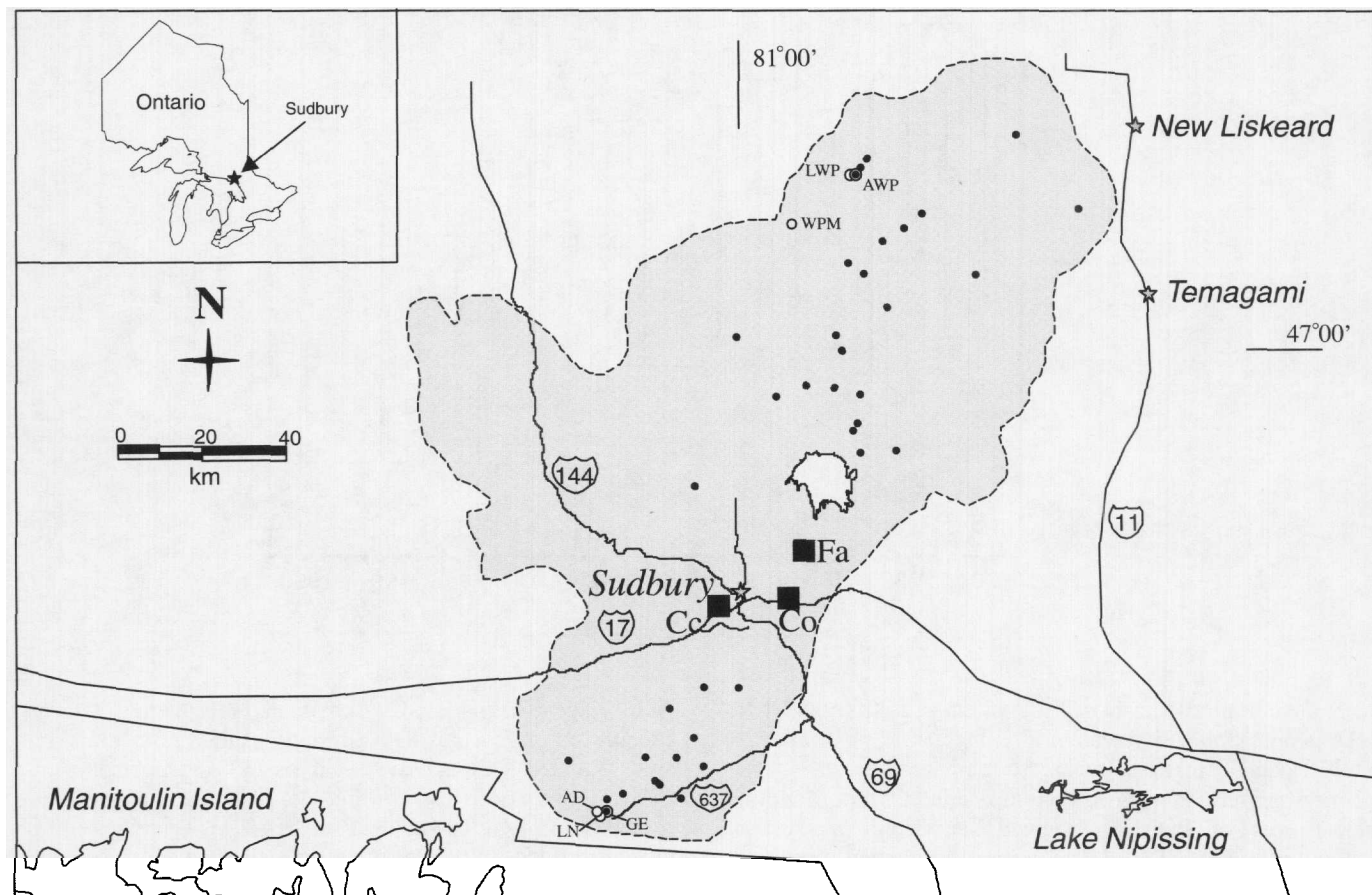 81°00'
Ontario
Sudbury
New Liskeard
LWP
AWP
WPM
N
Temagami
47°00'
0 20 40
km
144
11
Fa
Sudbury
17
Cc
Co
69
Manitoulin Island
AD
637
LN
GE
Lake Nipissing